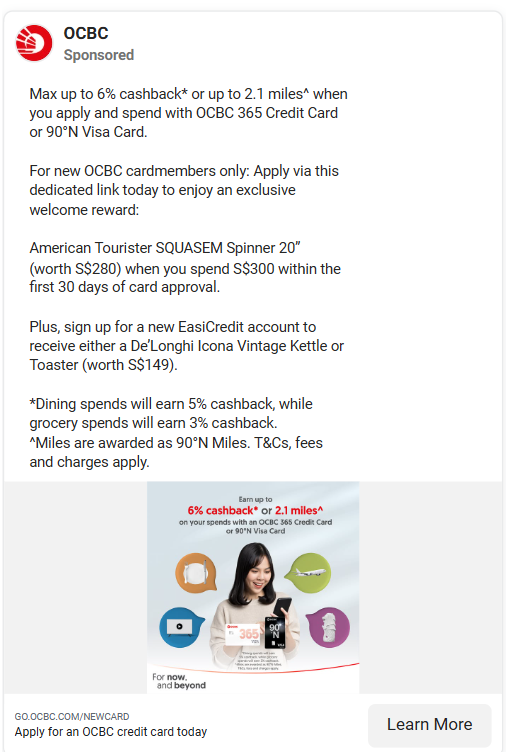 OCBC
Sponsored
Max up to 6% cashback* or up to 2.1 miles^ when
you apply and spend with OCBC 365 Credit Card
or 90°N Visa Card.
For new OCBC cardmembers only: Apply via this
dedicated link today to enjoy an exclusive
welcome reward:
American Tourister SQUASEM Spinner 20”
(worth S$280) when you spend S$300 within the
first 30 days of card approval.
Plus, sign up for a new EasiCredit account to
receive either a De’Longhi Icona Vintage Kettle or
Toaster (worth S$149).
*Dining spends will earn 5% cashback, while
grocery spends will earn 3% cashback.
^Miles are awarded as 90°N Miles. T&Cs, fees
and charges apply.
Earn up to
6% cashback* or 2.1 miles^
on your spends with an OCBC 365 Credit Card
or 90°N Visa Card
365
90°
N
For now,
and beyond
GO.OCBC.COM/NEWCARD
Apply for an OCBC credit card today
Learn More